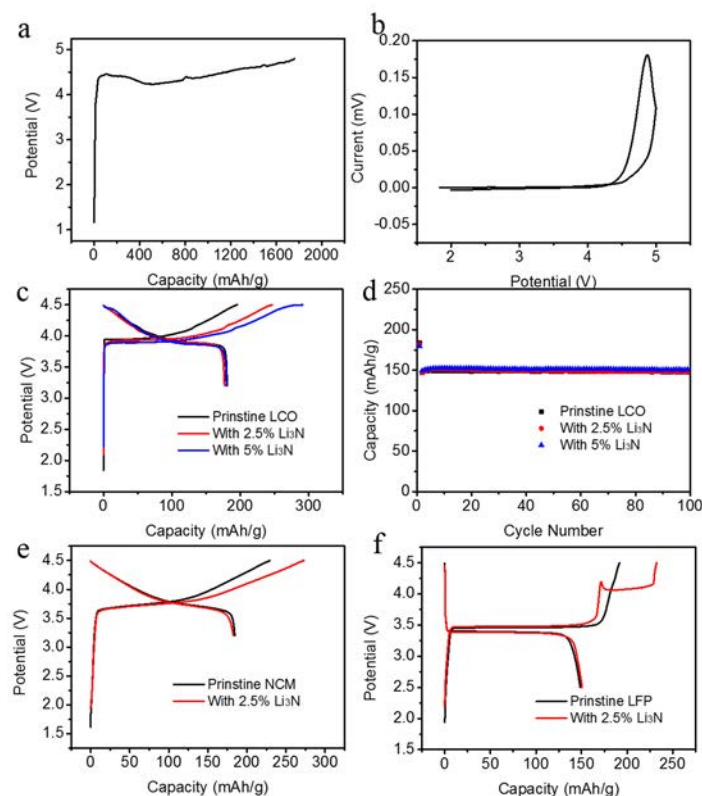 a
Potential (V)
5
4
3
2
1
0 400 800 1200 1600 2000
Capacity (mAh/g)
b
Current (mV)
0.20
0.15
0.10
0.05
0.00
-0.05
2 3 4 5
Potential (V)
c
Potential (V)
4.5
4.0
3.5
3.0
2.5
2.0
1.5
Prinstine LCO
With 2.5% Li₃N
With 5% Li₃N
0 100 200 300
Capacity (mAh/g)
d
Capacity (mAh/g)
250
200
150
100
50
0
Prinstine LCO
With 2.5% Li₃N
With 5% Li₃N
0 20 40 60 80 100
Cycle Number
e
Potential (V)
4.5
4.0
3.5
3.0
2.5
2.0
1.5
Prinstine NCM
With 2.5% Li₃N
0 50 100 150 200 250 300
Capacity (mAh/g)
f
Potential (V)
4.5
4.0
3.5
3.0
2.5
2.0
1.5
Prinstine LFP
With 2.5% Li₃N
0 50 100 150 200 250
Capacity (mAh/g)